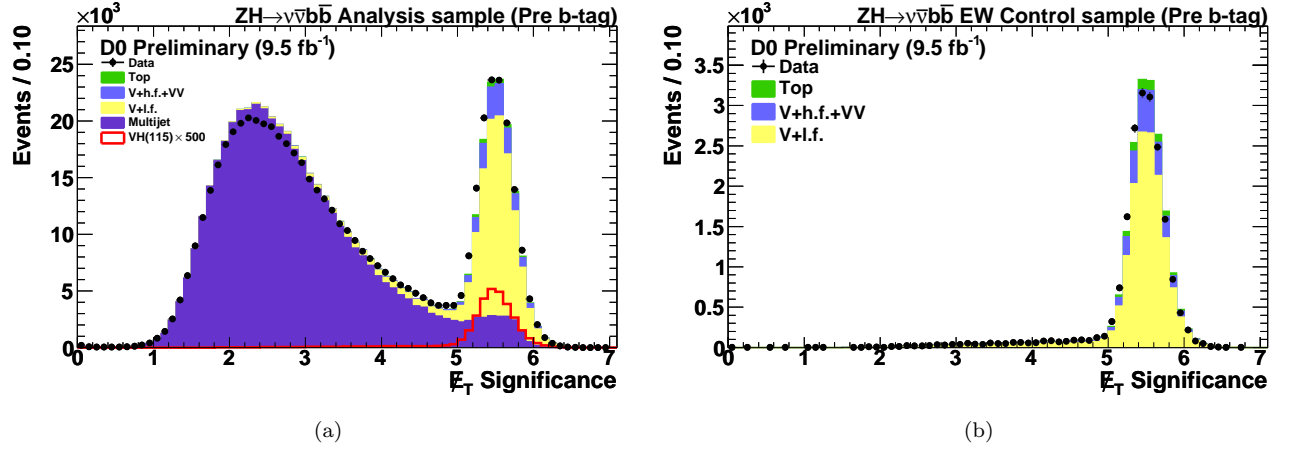 ZH→νν̄bb̄ Analysis sample (Pre b-tag)
×10³
D0 Preliminary (9.5 fb⁻¹)
Data
Top
V+h.f.+VV
V+l.f.
Multijet
VH(115)×500
Events / 0.10
25
20
15
10
5
0
0 1 2 3 4 5 6 7
E̸_T Significance
(a)
ZH→νν̄bb̄ EW Control sample (Pre b-tag)
×10³
D0 Preliminary (9.5 fb⁻¹)
Data
Top
V+h.f.+VV
V+l.f.
Events / 0.10
3.5
3
2.5
2
1.5
1
0.5
0
0 1 2 3 4 5 6 7
E̸_T Significance
(b)